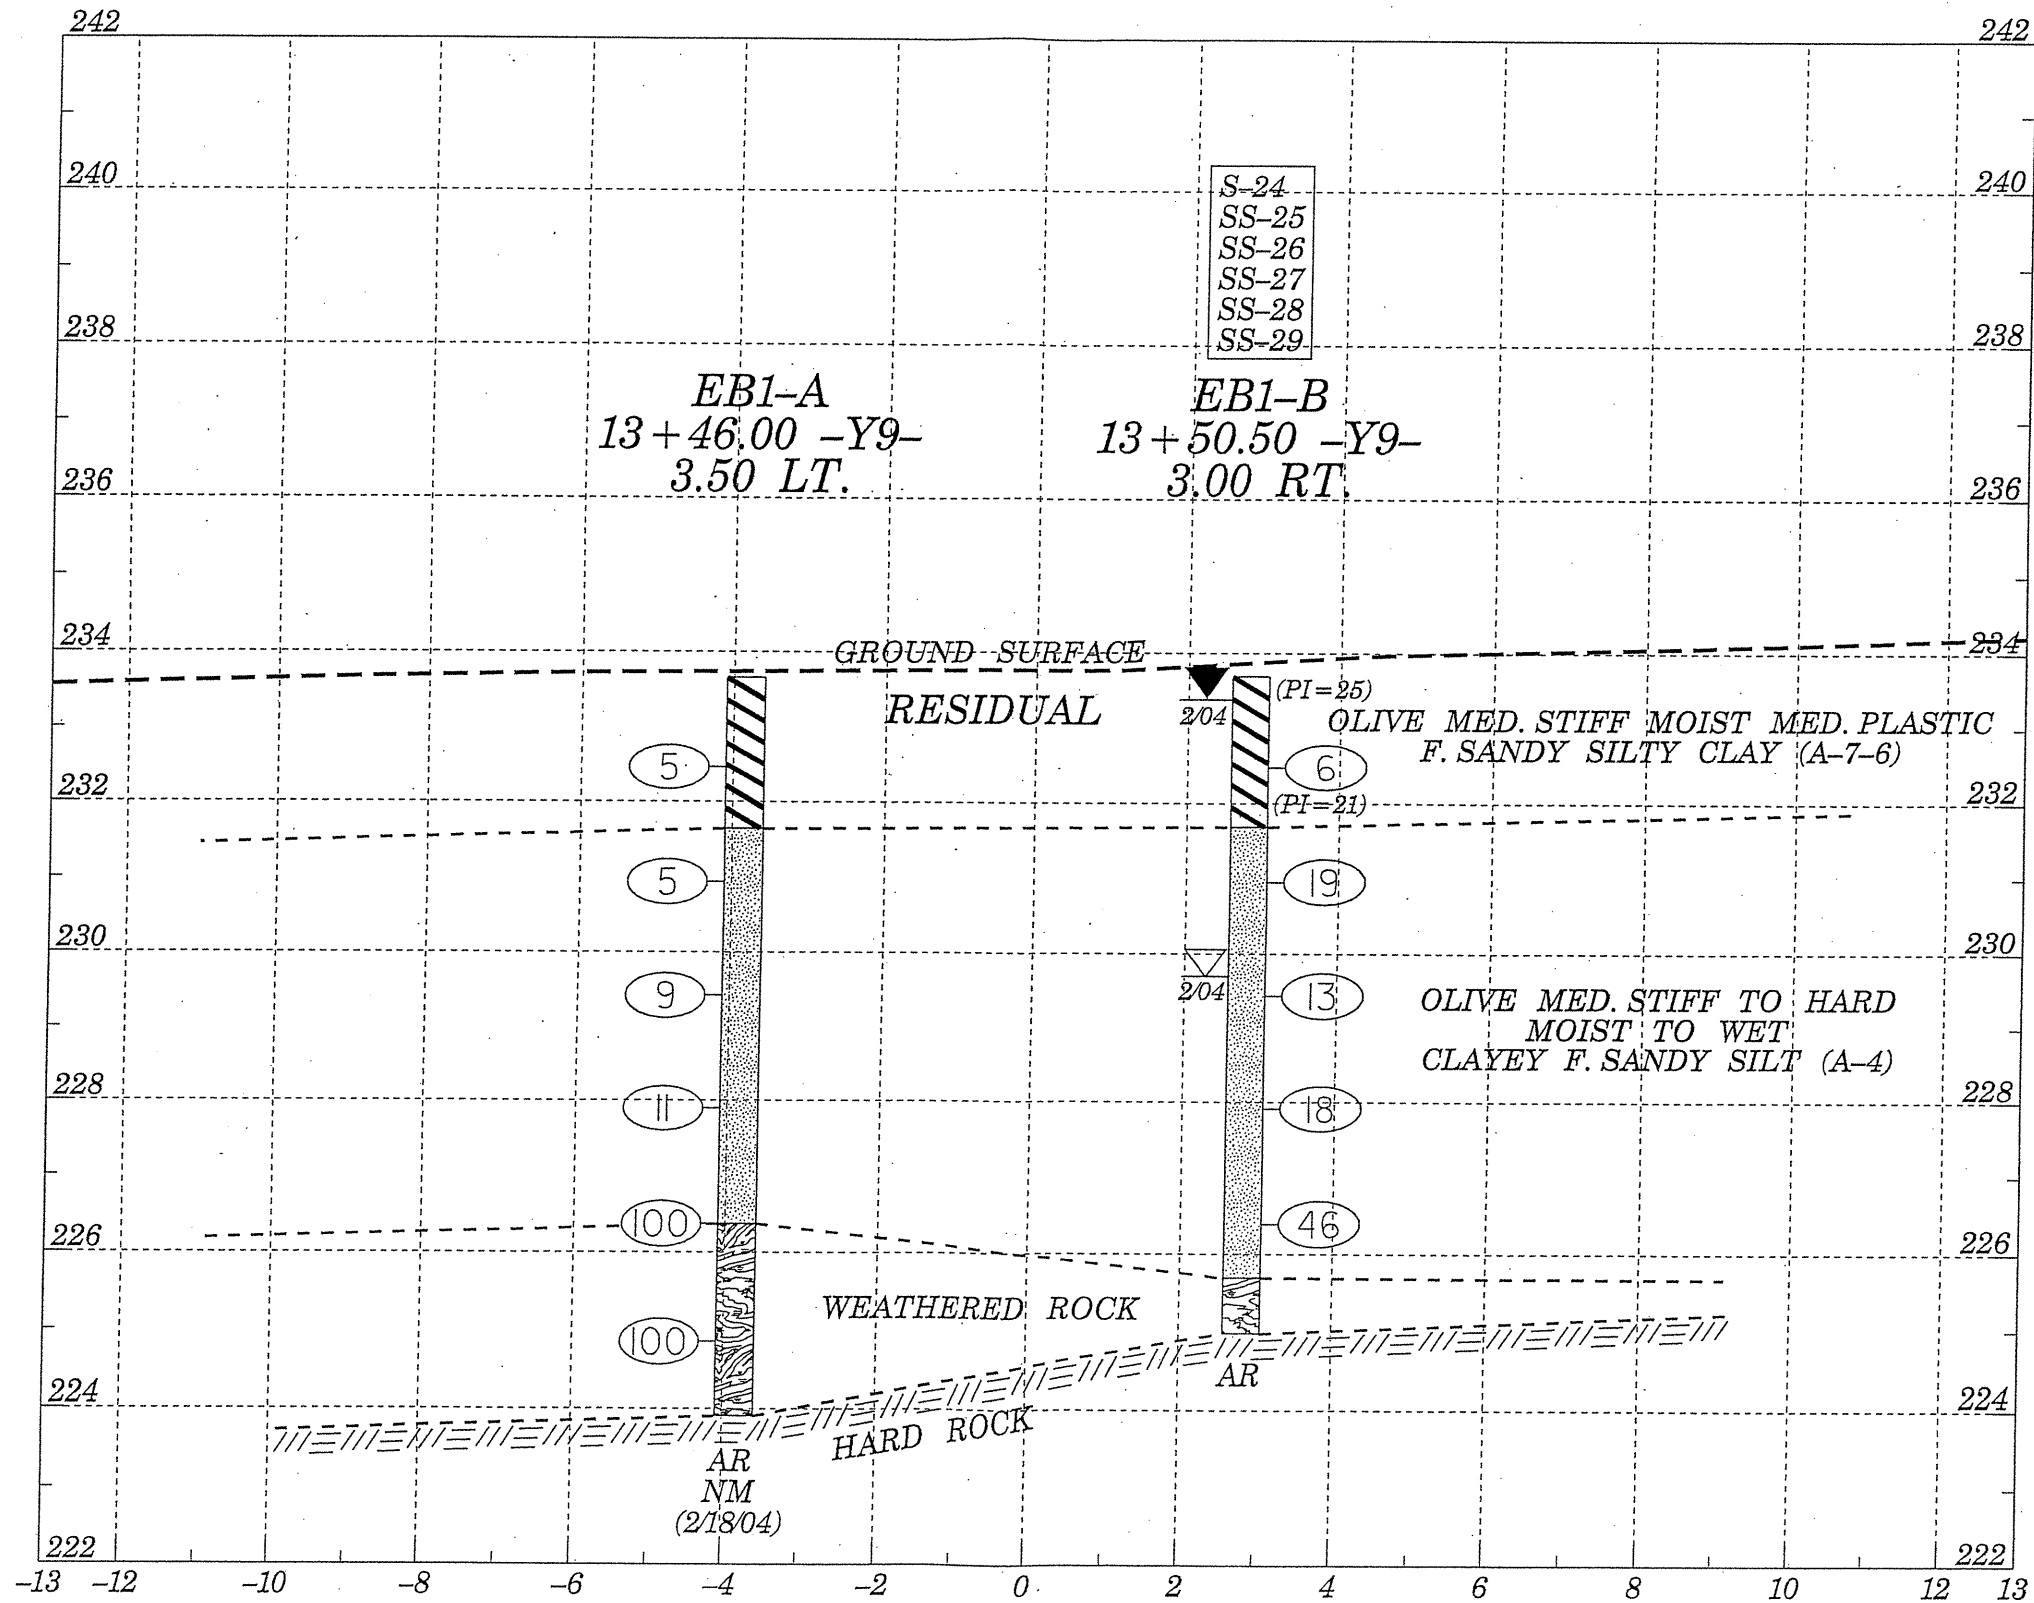 242 242
240 240
S–24
SS–25
SS–26
SS–27
SS–28
SS–29
238 238
EB1–A
13+46.00 –Y9–
3.50 LT.
EB1–B
13+50.50 –Y9–
3.00 RT.
236 236
234 234
GROUND SURFACE
RESIDUAL
2/04
(PI=25)
OLIVE MED. STIFF MOIST MED. PLASTIC
F. SANDY SILTY CLAY (A–7–6)
5 6
232 232
(PI=21)
5 19
230 230
9 13
2/04
OLIVE MED. STIFF TO HARD
MOIST TO WET
CLAYEY F. SANDY SILT (A–4)
228 228
11 18
100 46
226 226
WEATHERED ROCK
100
AR
224 224
HARD ROCK
AR
NM
(2/18/04)
222 222
–13 –12 –10 –8 –6 –4 –2 0 2 4 6 8 10 12 13